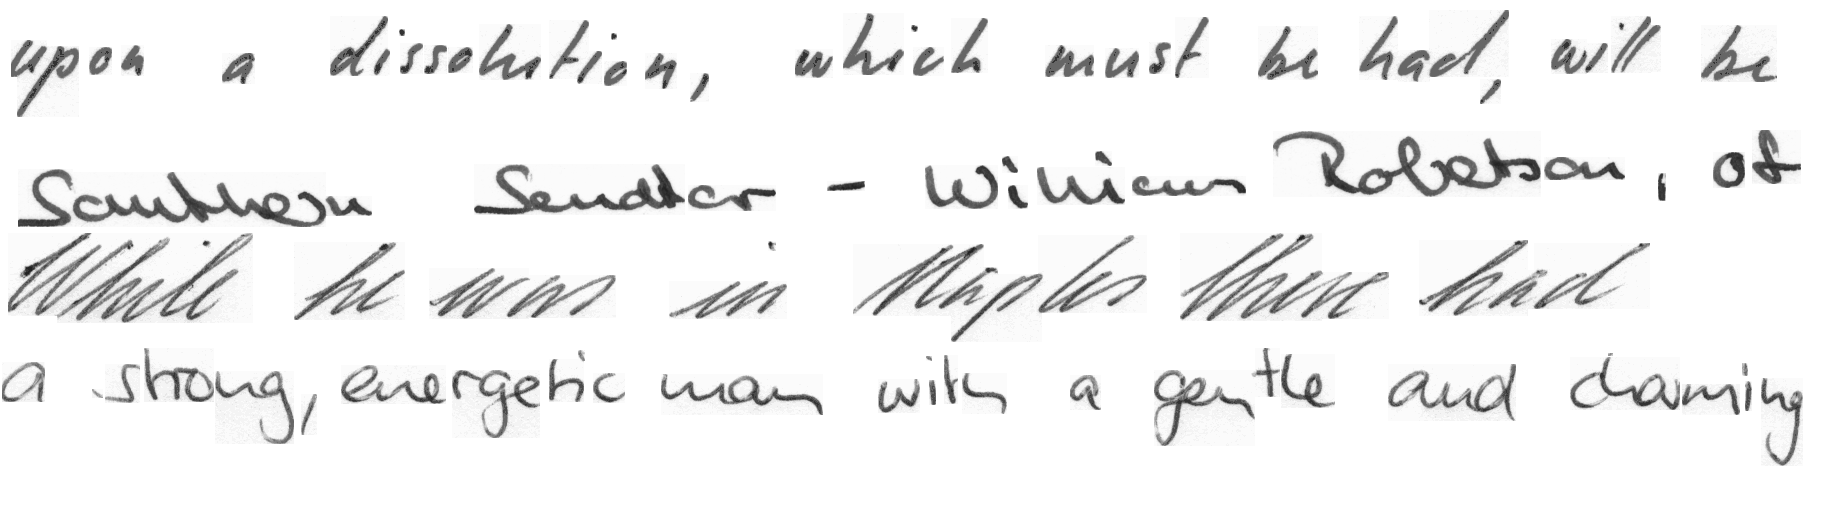 upon a dissolution, which must be had, will be
Southern Senator - William Robertson, of
While he was in Naples there had
a strong, energetic man with a gentle and charming